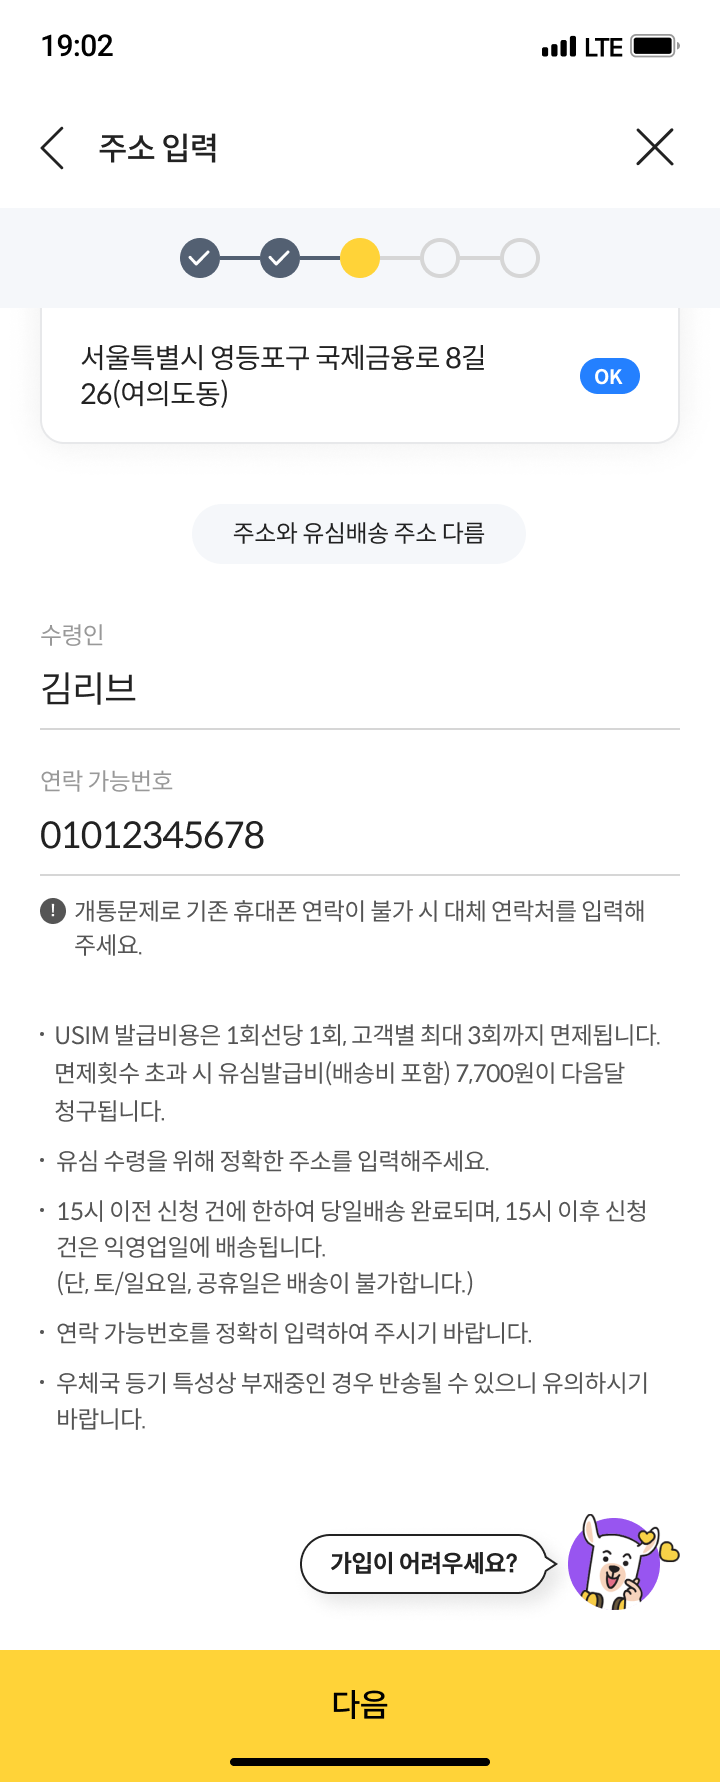 19:02
LTE
주소 입력
서울특별시 영등포구 국제금융로 8길
26(여의도동)
OK
주소와 유심배송 주소 다름
수령인
김리브
연락 가능번호
01012345678
! 개통문제로 기존 휴대폰 연락이 불가 시 대체 연락처를 입력해
주세요.
· USIM 발급비용은 1회선당 1회, 고객별 최대 3회까지 면제됩니다.
면제횟수 초과 시 유심발급비(배송비 포함) 7,700원이 다음달
청구됩니다.
· 유심 수령을 위해 정확한 주소를 입력해주세요.
· 15시 이전 신청 건에 한하여 당일배송 완료되며, 15시 이후 신청
건은 익영업일에 배송됩니다.
(단, 토/일요일, 공휴일은 배송이 불가합니다.)
· 연락 가능번호를 정확히 입력하여 주시기 바랍니다.
· 우체국 등기 특성상 부재중인 경우 반송될 수 있으니 유의하시기
바랍니다.
가입이 어려우세요?
다음